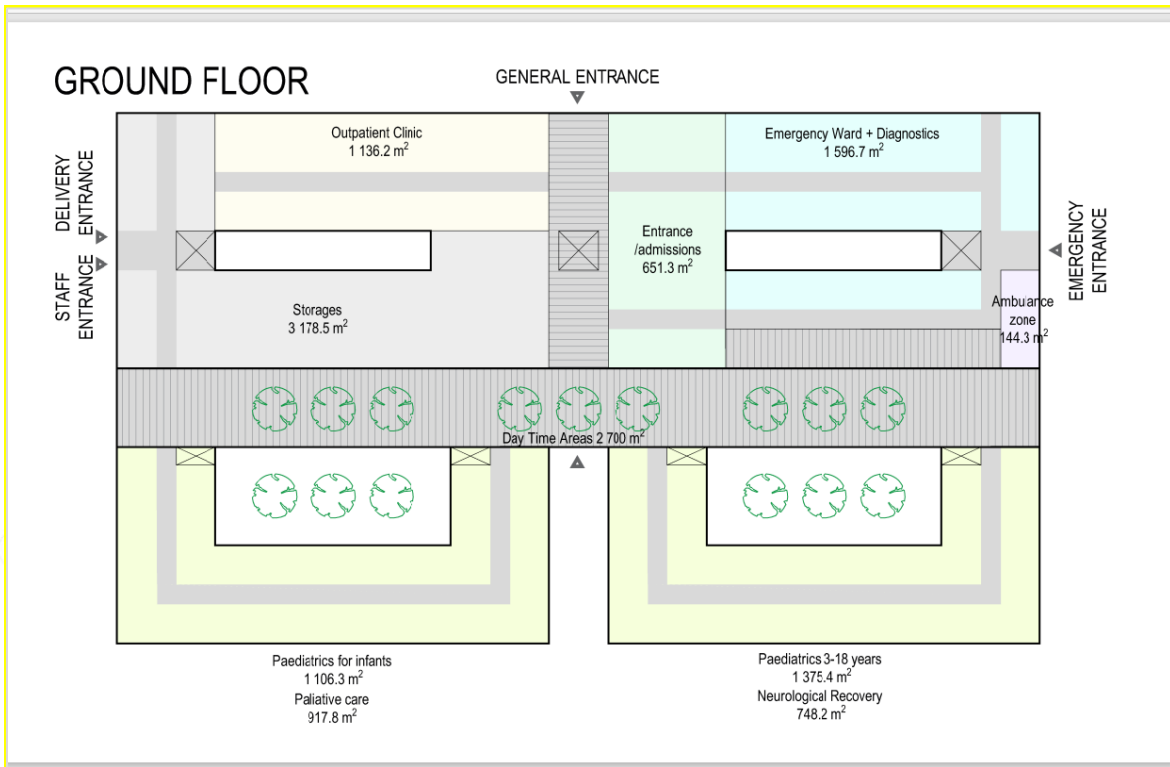 GROUND FLOOR
GENERAL ENTRANCE
Outpatient Clinic
1 136.2 m²
Emergency Ward + Diagnostics
1 596.7 m²
DELIVERY
ENTRANCE
STAFF
ENTRANCE
Entrance
/admissions
651.3 m²
EMERGENCY
ENTRANCE
Storages
3 178.5 m²
Ambulance
zone
144.3 m²
Day Time Areas 2 700 m²
Paediatrics for infants
1 106.3 m²
Paliative care
917.8 m²
Paediatrics 3-18 years
1 375.4 m²
Neurological Recovery
748.2 m²